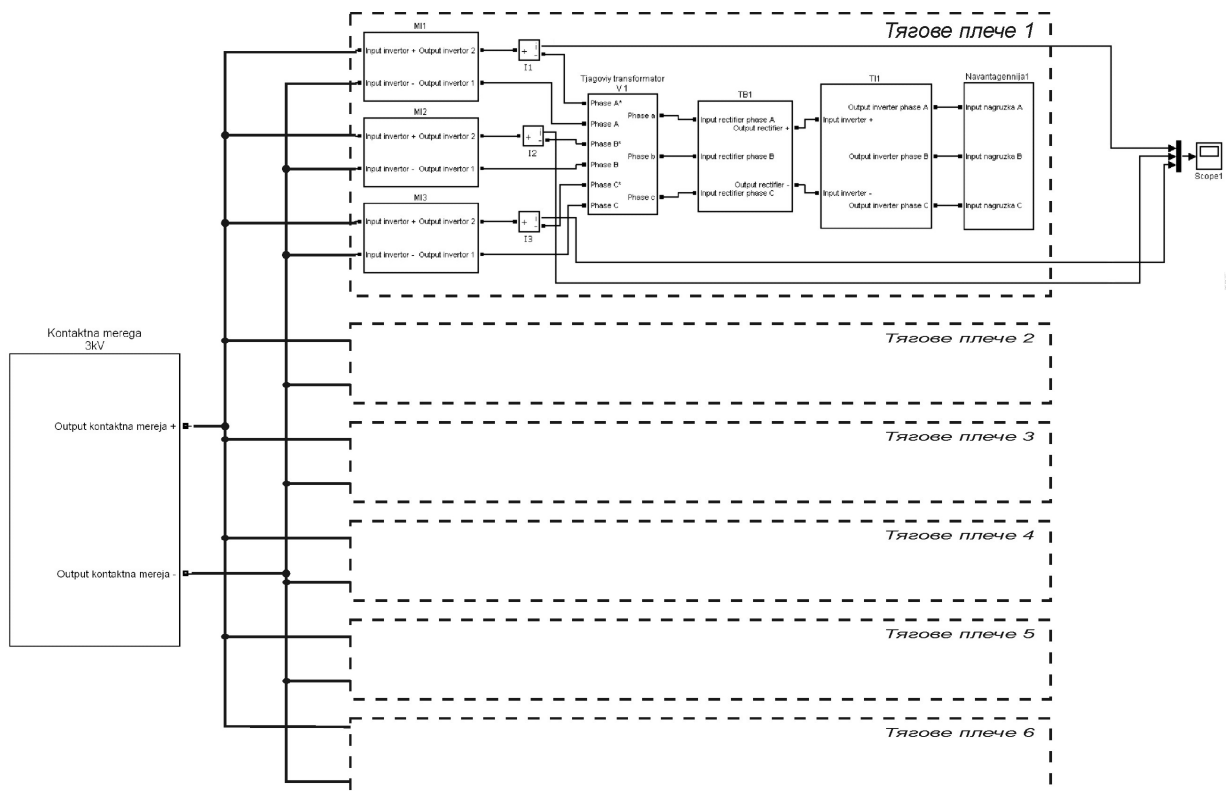 Тягове плече 1
MI1
Input invertor + Output invertor 2
Input invertor - Output invertor 1
+ i -
I1
MI2
Input invertor + Output invertor 2
Input invertor - Output invertor 1
+ i -
I2
MI3
Input invertor + Output invertor 2
Input invertor - Output invertor 1
+ i -
I3
Tjagoviy transformator
V.1
Phase A*
Phase A
Phase B*
Phase B
Phase C*
Phase C
Phase a
Phase b
Phase c
TB1
Input rectifier phase A
Output rectifier +
Input rectifier phase B
Output rectifier -
Input rectifier phase C
TI1
Output inverter phase A
Input inverter +
Output inverter phase B
Input inverter -
Output inverter phase C
Navantagennija1
Input nagruzka A
Input nagruzka B
Input nagruzka C
Scope1
Kontaktna merega
3kV
Output kontaktna mereja +
Output kontaktna mereja -
Тягове плече 2
Тягове плече 3
Тягове плече 4
Тягове плече 5
Тягове плече 6